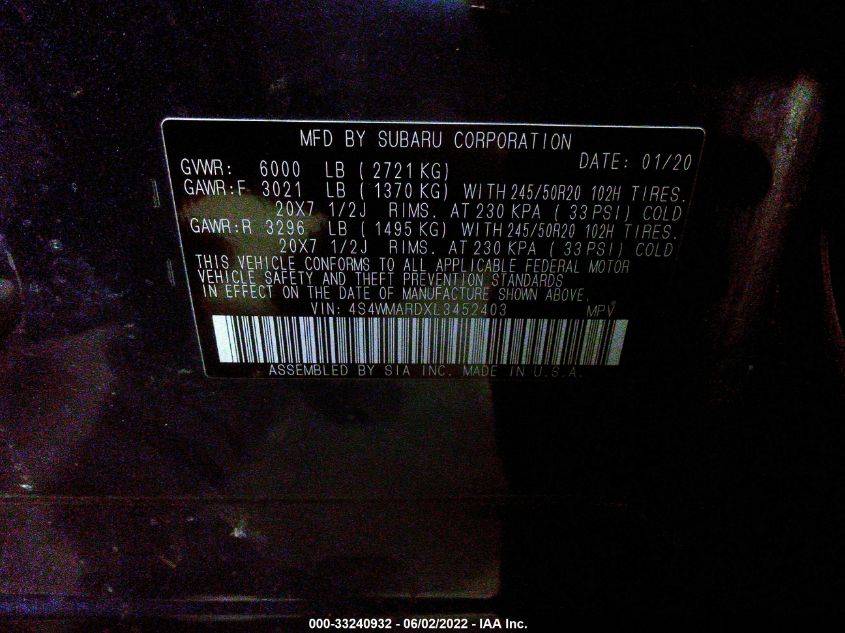 MFD BY SUBARU CORPORATION
DATE: 01/20
GVWR: 6000 LB (2721 KG)
GAWR:F 3021 LB (1370 KG) WITH 245/50R20 102H TIRES.
20X7 1/2J RIMS. AT 230 KPA (33 PSI) COLD
GAWR:R 3296 LB (1495 KG) WITH 245/50R20 102H TIRES.
20X7 1/2J RIMS. AT 230 KPA (33 PSI) COLD
THIS VEHICLE CONFORMS TO ALL APPLICABLE FEDERAL MOTOR
VEHICLE SAFETY AND THEFT PREVENTION STANDARDS
IN EFFECT ON THE DATE OF MANUFACTURE SHOWN ABOVE.
VIN: 4S4WMARDXL3452403 MPV
ASSEMBLED BY SIA INC. MADE IN U.S.A.
000-33240932 - 06/02/2022 - IAA Inc.